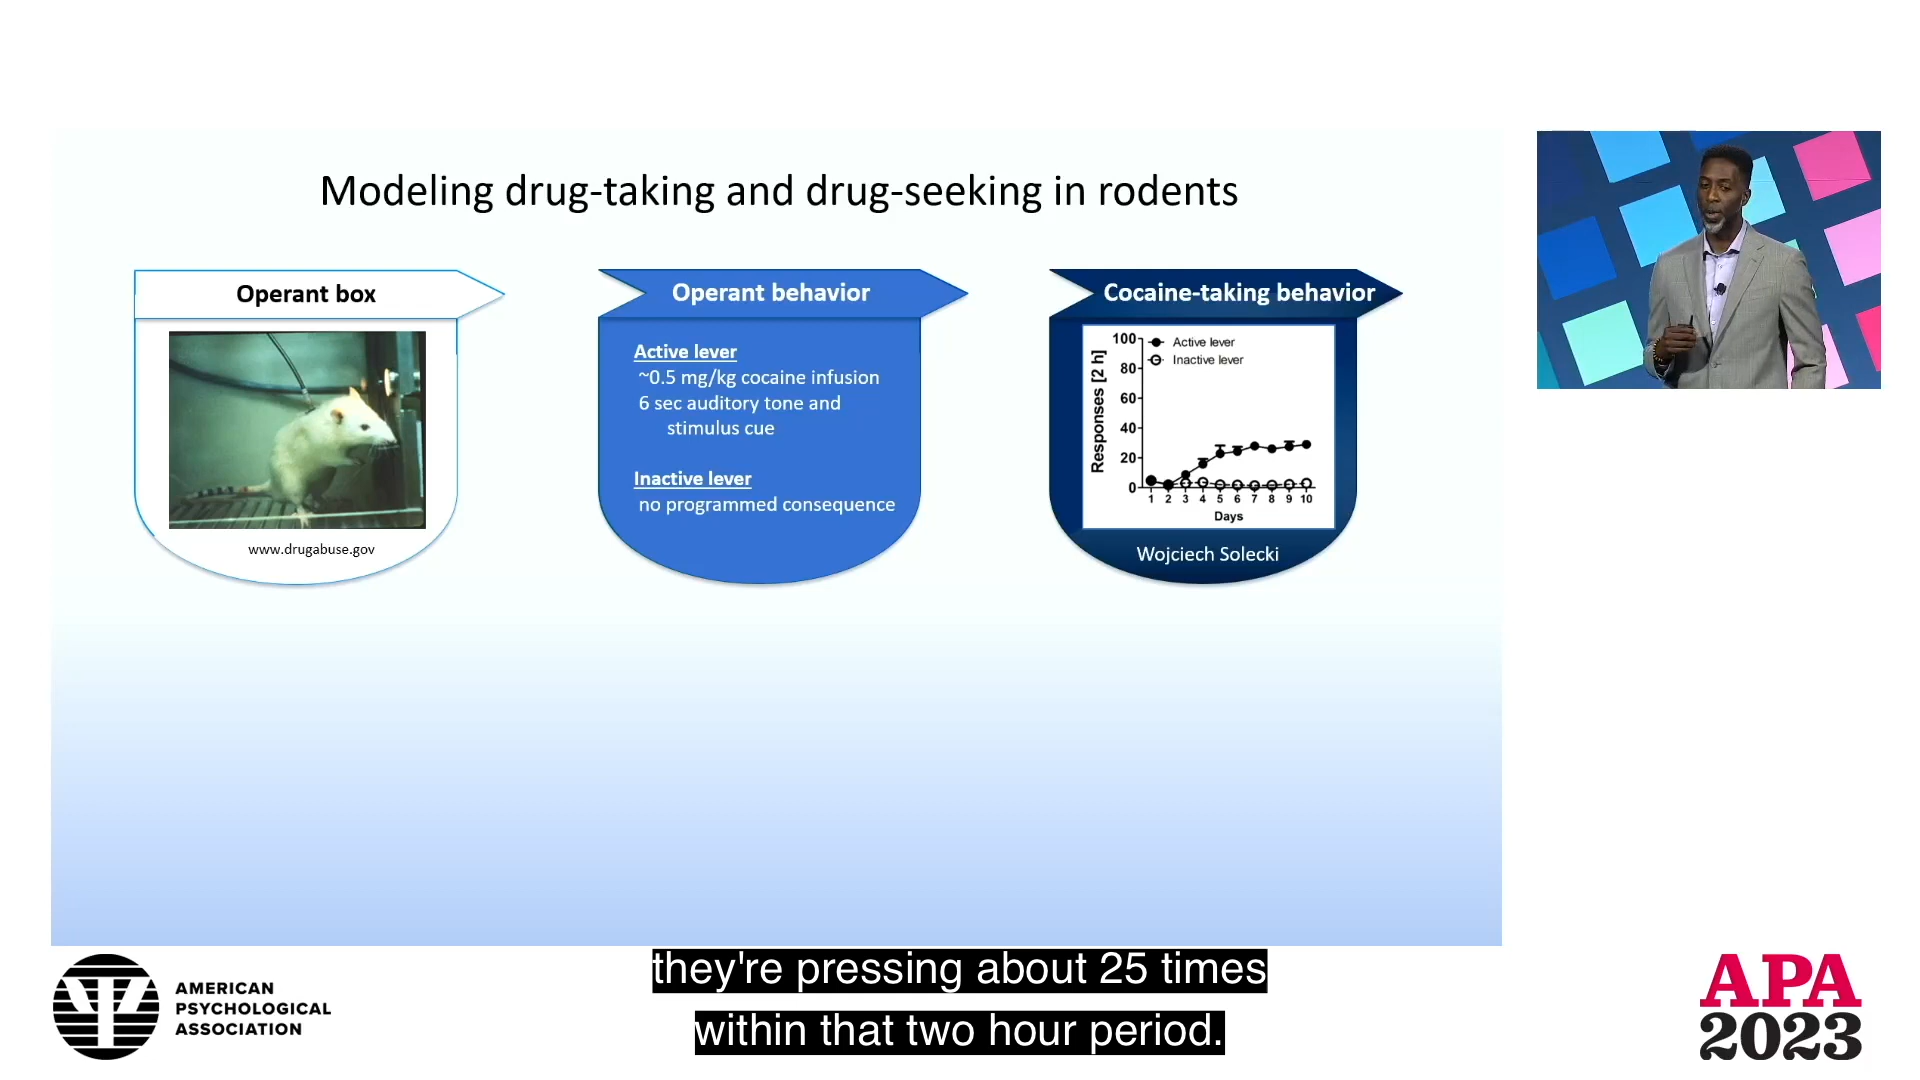 Modeling drug-taking and drug-seeking in rodents
Operant box
www.drugabuse.gov
Operant behavior
Active lever
~0.5 mg/kg cocaine infusion
6 sec auditory tone and
stimulus cue
Inactive lever
no programmed consequence
Cocaine-taking behavior
Responses [2 h]
100
80
60
40
20
0
Active lever
Inactive lever
1 2 3 4 5 6 7 8 9 10
Days
Wojciech Solecki
they're pressing about 25 times
within that two hour period.
AMERICAN
PSYCHOLOGICAL
ASSOCIATION
APA
2023